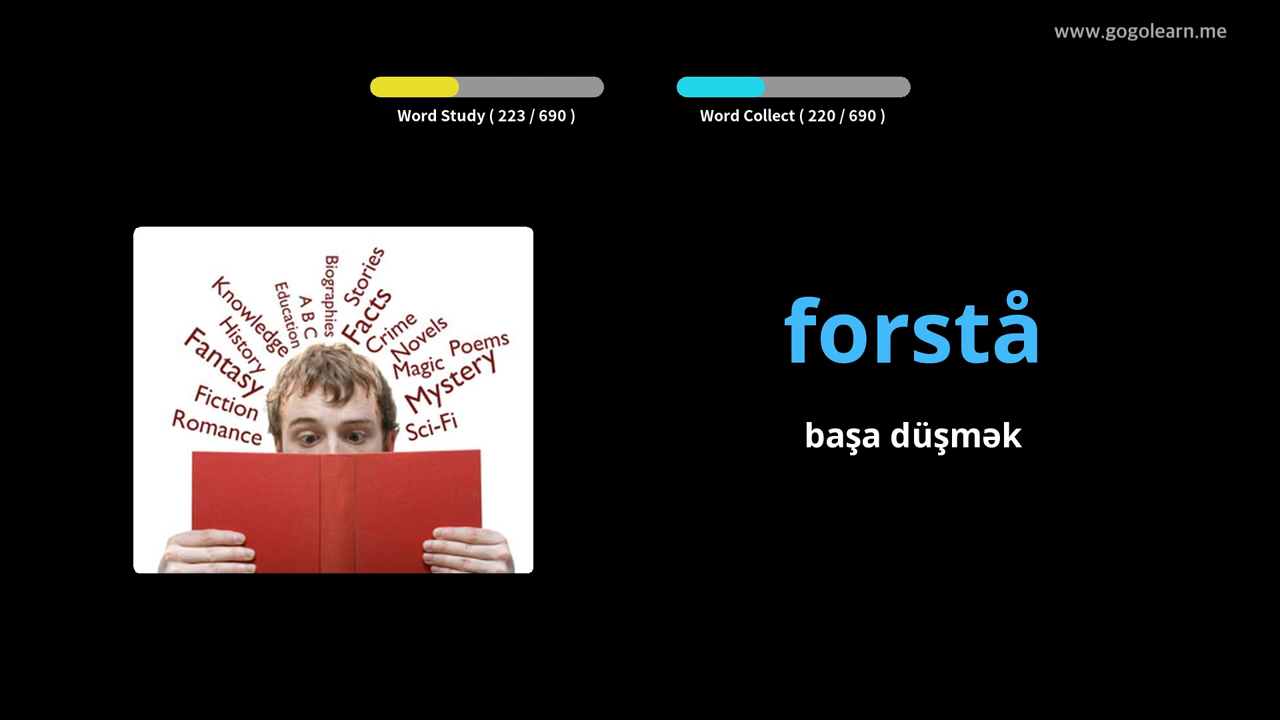 www.gogolearn.me
Word Study ( 223 / 690 )
Word Collect ( 220 / 690 )
Biographies
Stories
Education
A B C
Facts
Knowledge
Crime
History
Novels
Fantasy
Magic
Poems
Mystery
Fiction
Romance
Sci-Fi
forstå
başa düşmək